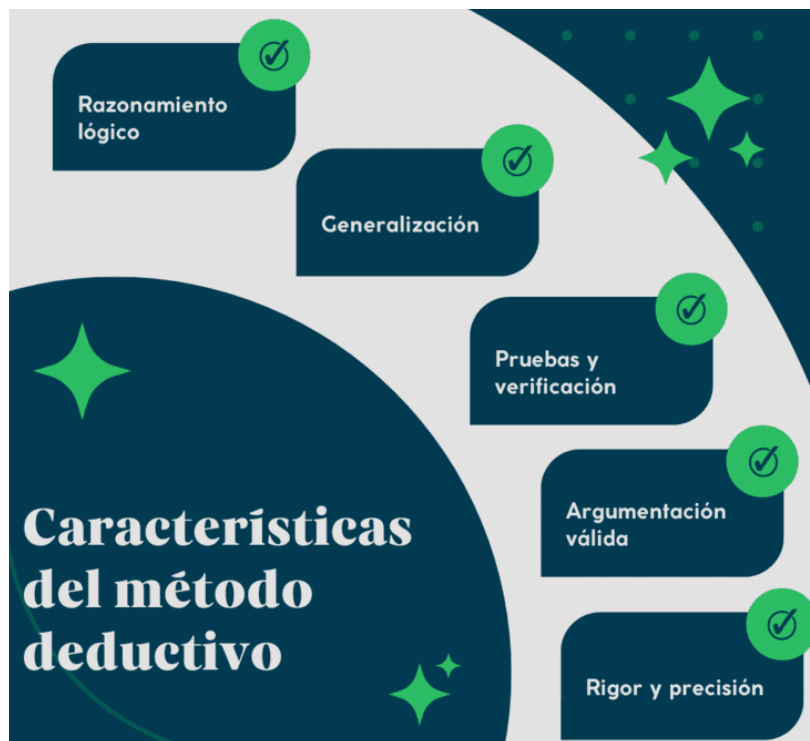 Razonamiento
lógico
Generalización
Pruebas y
verificación
Argumentación
válida
Características
del método
deductivo
Rigor y precisión